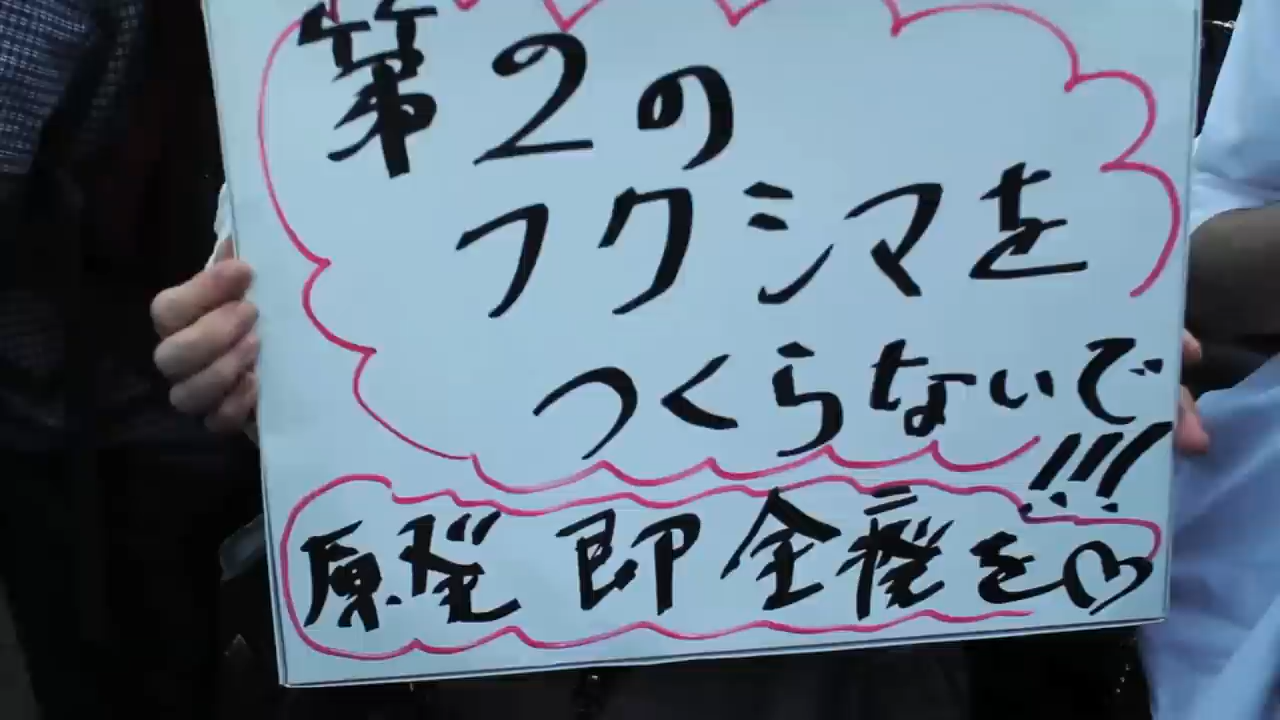 第2の
フクシマを
つくらないで!!!
原発 即 全廃を♡